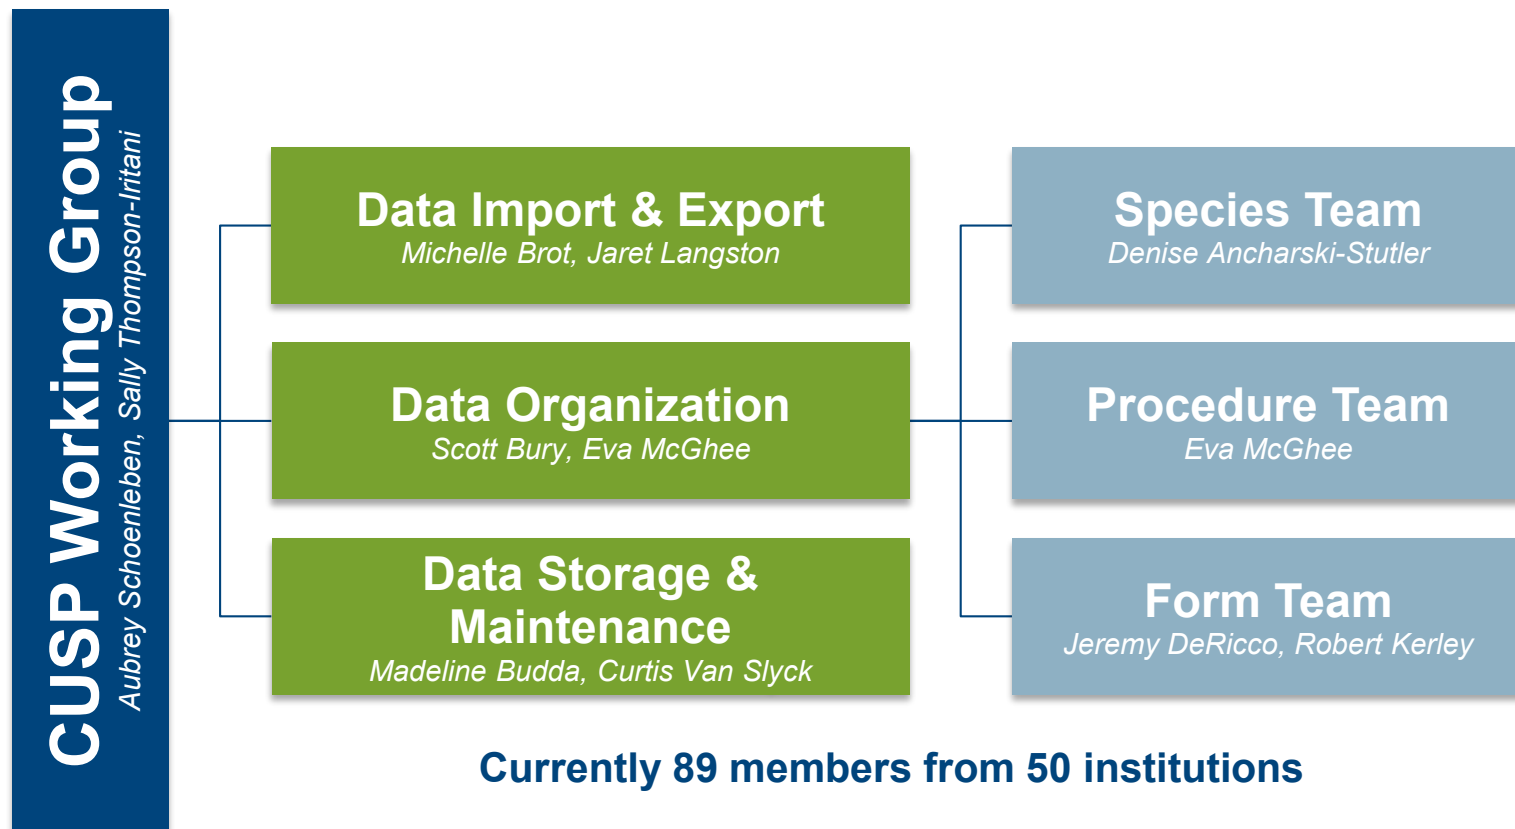 CUSP Working Group
Aubrey Schoenleben, Sally Thompson-Iritani
Data Import & Export
Michelle Brot, Jaret Langston
Data Organization
Scott Bury, Eva McGhee
Data Storage &
Maintenance
Madeline Budda, Curtis Van Slyck
Species Team
Denise Ancharski-Stutler
Procedure Team
Eva McGhee
Form Team
Jeremy DeRicco, Robert Kerley
Currently 89 members from 50 institutions